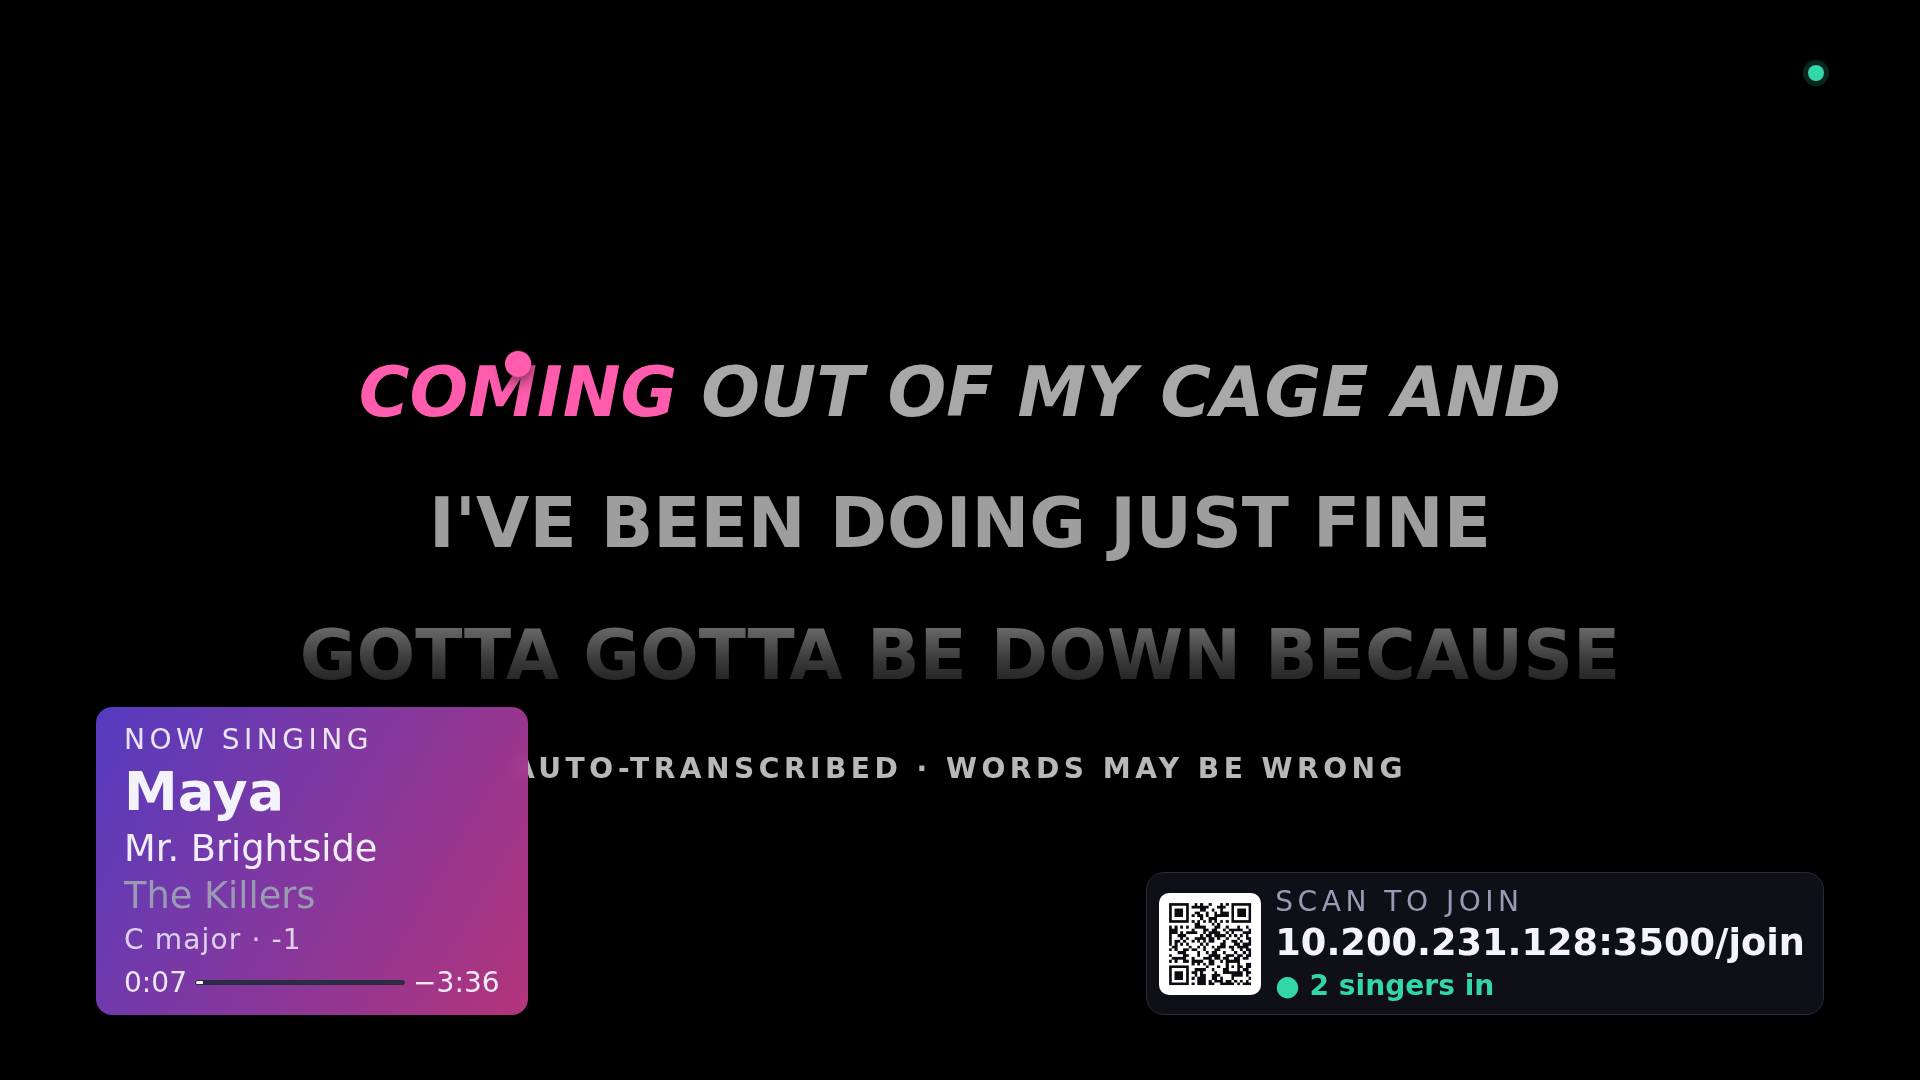 COMING OUT OF MY CAGE AND
I'VE BEEN DOING JUST FINE
GOTTA GOTTA BE DOWN BECAUSE
AUTO-TRANSCRIBED · WORDS MAY BE WRONG
NOW SINGING
Maya
Mr. Brightside
The Killers
C major · -1
0:07 −3:36
SCAN TO JOIN
10.200.231.128:3500/join
2 singers in